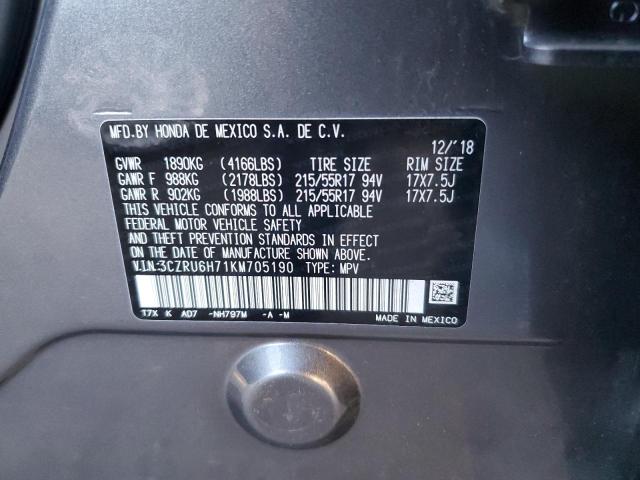 MFD.BY HONDA DE MEXICO S.A. DE C.V.
12/'18
GVWR 1890KG (4166LBS) TIRE SIZE RIM SIZE
GAWR F 988KG (2178LBS) 215/55R17 94V 17X7.5J
GAWR R 902KG (1988LBS) 215/55R17 94V 17X7.5J
THIS VEHICLE CONFORMS TO ALL APPLICABLE
FEDERAL MOTOR VEHICLE SAFETY
AND THEFT PREVENTION STANDARDS IN EFFECT
ON THE DATE OF MANUFACTURE SHOWN ABOVE.
V.I.N:3CZRU6H71KM705190 TYPE: MPV
T7X K AD7 -NH797M -A -M MADE IN MEXICO